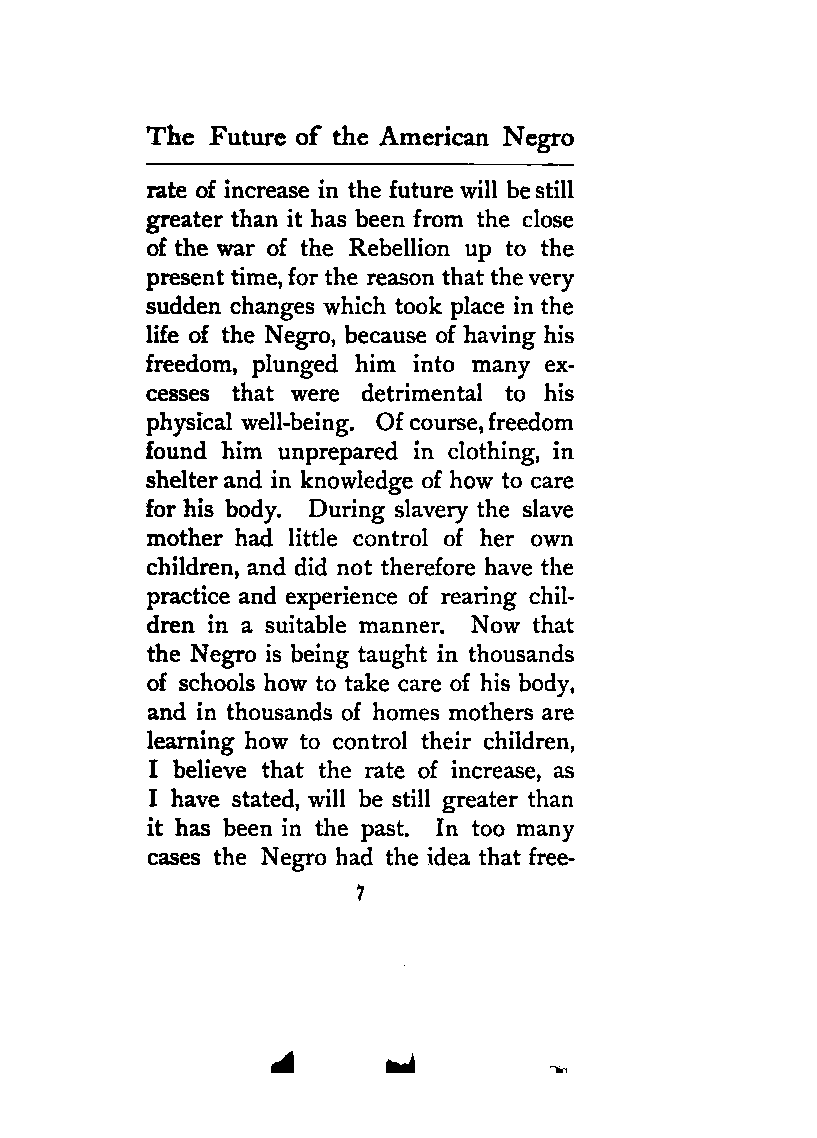 The Future of the American Negro
rate of increase in the future will be still
greater than it has been from the close
of the war of the Rebellion up to the
present time, for the reason that the very
sudden changes which took place in the
life of the Negro, because of having his
freedom, plunged him into many ex-
cesses that were detrimental to his
physical well-being. Of course, freedom
found him unprepared in clothing, in
shelter and in knowledge of how to care
for his body. During slavery the slave
mother had little control of her own
children, and did not therefore have the
practice and experience of rearing chil-
dren in a suitable manner. Now that
the Negro is being taught in thousands
of schools how to take care of his body,
and in thousands of homes mothers are
learning how to control their children,
I believe that the rate of increase, as
I have stated, will be still greater than
it has been in the past. In too many
cases the Negro had the idea that free-
7